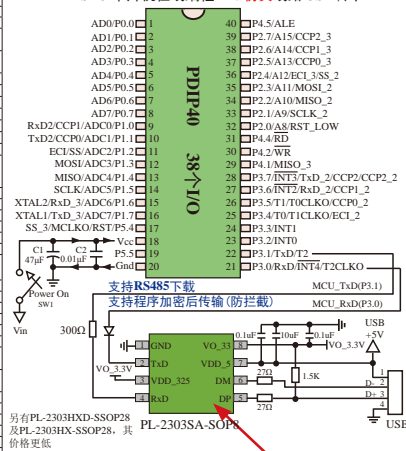 AD0/P0.0 1 40 P4.5/ALE
AD1/P0.1 2 39 P2.7/A15/CCP2_3
AD2/P0.2 3 38 P2.6/A14/CCP1_3
AD3/P0.3 4 37 P2.5/A13/CCP0_3
AD4/P0.4 5 36 P2.4/A12/ECI_3/SS_2
AD5/P0.5 6 35 P2.3/A11/MOSI_2
AD6/P0.6 7 34 P2.2/A10/MISO_2
AD7/P0.7 8 33 P2.1/A9/SCLK_2
RxD2/CCP1/ADC0/P1.0 9 32 P2.0/A8/RST_LOW
TxD2/CCP0/ADC1/P1.1 10 31 P4.4/RD
ECI/SS/ADC2/P1.2 11 30 P4.2/WR
MOSI/ADC3/P1.3 12 29 P4.1/MISO_3
MISO/ADC4/P1.4 13 28 P3.7/INT3/TxD_2/CCP2/CCP2_2
SCLK/ADC5/P1.5 14 27 P3.6/INT2/RxD_2/CCP1_2
XTAL2/RxD_3/ADC6/P1.6 15 26 P3.5/T1/T0CLKO/CCP0_2
XTAL1/TxD_3/ADC7/P1.7 16 25 P3.4/T0/T1CLKO/ECI_2
SS_3/MCLKO/RST/P5.4 17 24 P3.3/INT1
Vcc 18 23 P3.2/INT0
P5.5 19 22 P3.1/TxD/T2
Gnd 20 21 P3.0/RxD/INT4/T2CLKO
PDIP40 38个I/O
C1 C2
47μF 0.01μF
Power On
SW1
Vin
支持RS485下载
支持程序加密后传输(防拦截)
MCU_TxD(P3.1)
MCU_RxD(P3.0)
300Ω
0.1uF 10uF 0.1uF
USB
+5V
VO_3.3V
1 GND VO_33 8
2 TxD VDD_5 7
VO_3.3V
3 VDD_325 DM 6
4 RxD DP 5
27Ω
27Ω
1.5K
D-
D+
1
2
3
4
USB
PL-2303SA-SOP8
另有PL-2303HXD-SSOP28
及PL-2303HX-SSOP28，其
价格更低